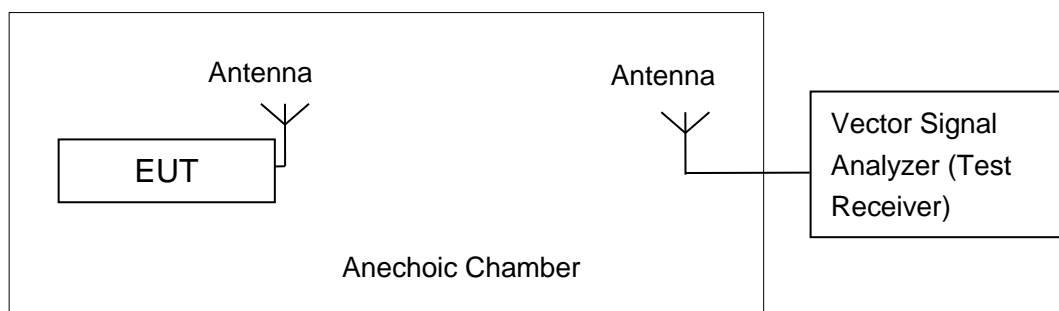 Antenna
Antenna
EUT
Vector Signal
Analyzer (Test
Receiver)
Anechoic Chamber